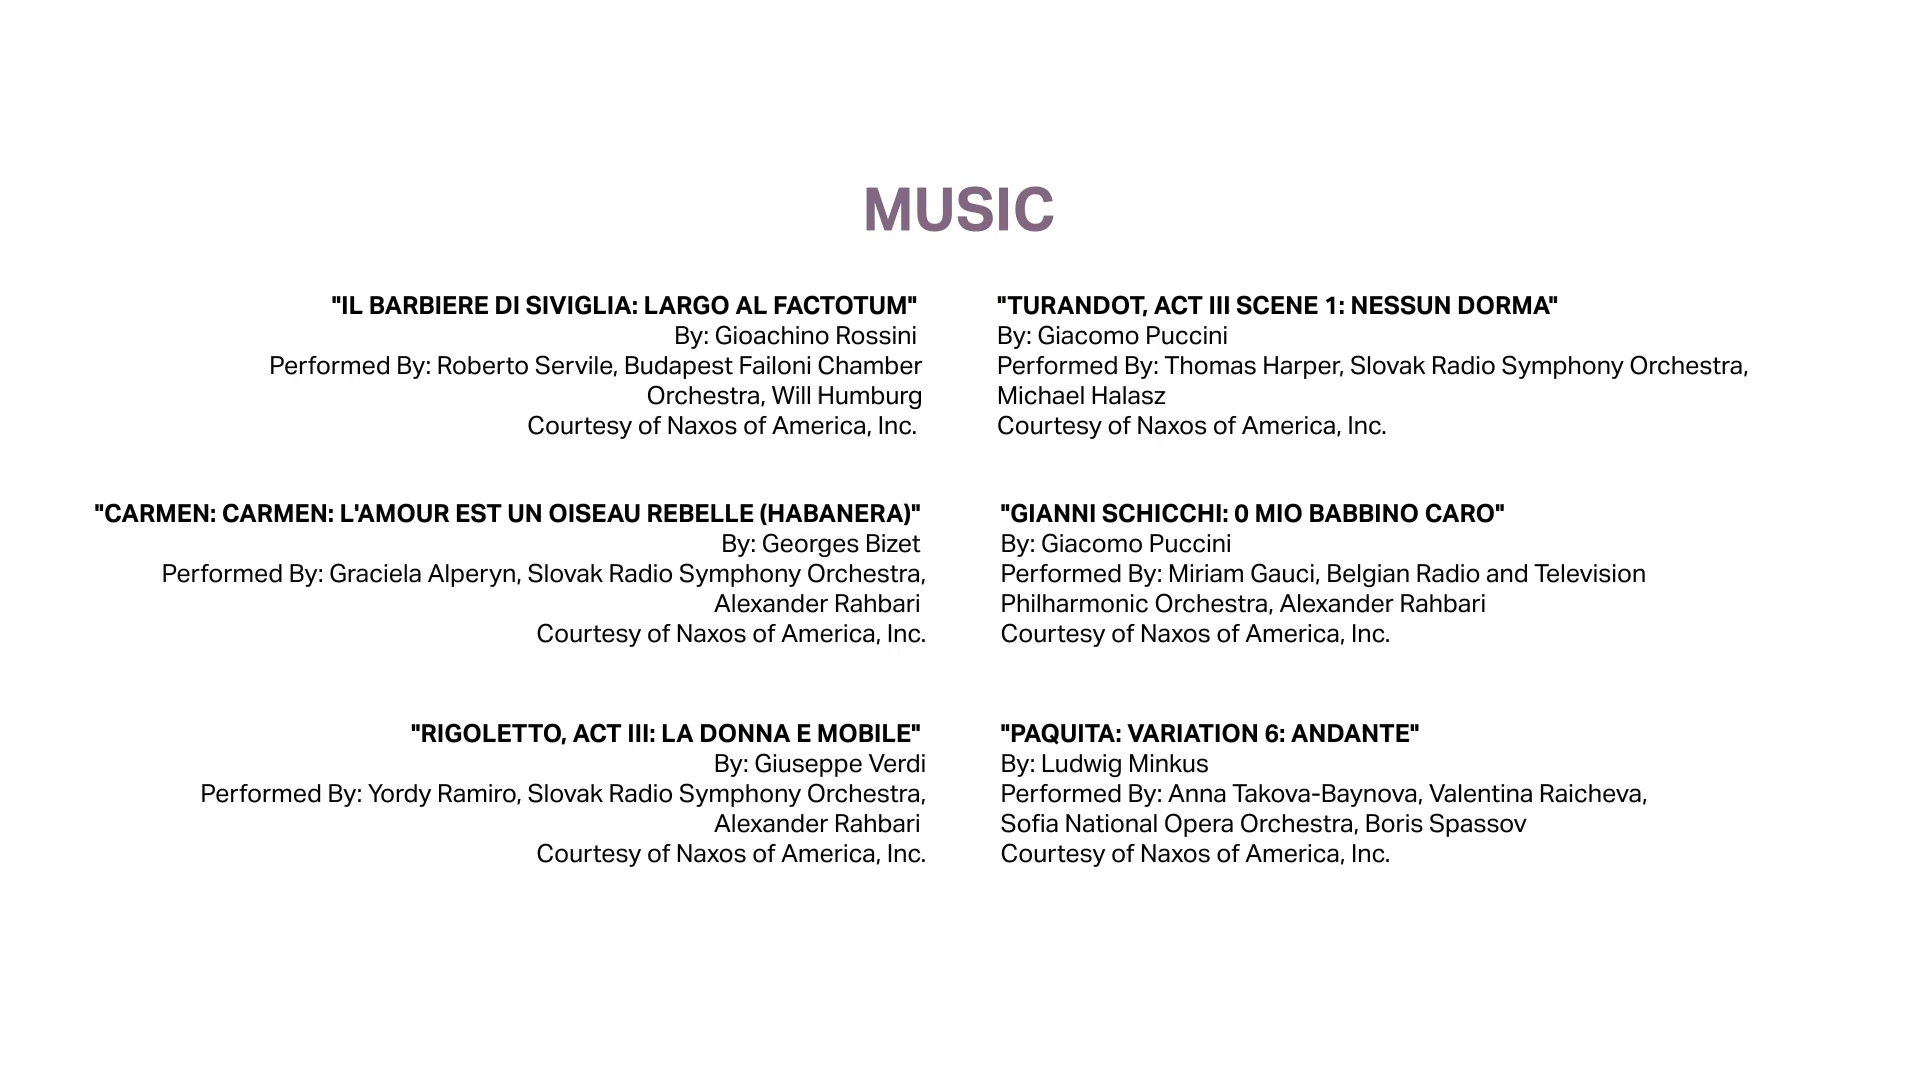 MUSIC
"IL BARBIERE DI SIVIGLIA: LARGO AL FACTOTUM"
By: Gioachino Rossini
Performed By: Roberto Servile, Budapest Failoni Chamber
Orchestra, Will Humburg
Courtesy of Naxos of America, Inc.
"TURANDOT, ACT III SCENE 1: NESSUN DORMA"
By: Giacomo Puccini
Performed By: Thomas Harper, Slovak Radio Symphony Orchestra,
Michael Halasz
Courtesy of Naxos of America, Inc.
"CARMEN: CARMEN: L'AMOUR EST UN OISEAU REBELLE (HABANERA)"
By: Georges Bizet
Performed By: Graciela Alperyn, Slovak Radio Symphony Orchestra,
Alexander Rahbari
Courtesy of Naxos of America, Inc.
"GIANNI SCHICCHI: 0 MIO BABBINO CARO"
By: Giacomo Puccini
Performed By: Miriam Gauci, Belgian Radio and Television
Philharmonic Orchestra, Alexander Rahbari
Courtesy of Naxos of America, Inc.
"RIGOLETTO, ACT III: LA DONNA E MOBILE"
By: Giuseppe Verdi
Performed By: Yordy Ramiro, Slovak Radio Symphony Orchestra,
Alexander Rahbari
Courtesy of Naxos of America, Inc.
"PAQUITA: VARIATION 6: ANDANTE"
By: Ludwig Minkus
Performed By: Anna Takova-Baynova, Valentina Raicheva,
Sofia National Opera Orchestra, Boris Spassov
Courtesy of Naxos of America, Inc.